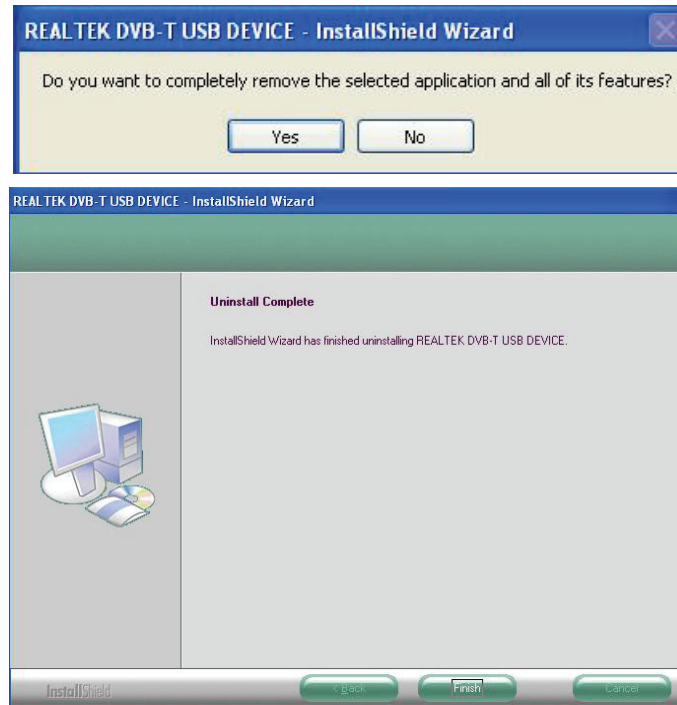 REALTEK DVB-T USB DEVICE - InstallShield Wizard
Do you want to completely remove the selected application and all of its features?
Yes No
REALTEK DVB-T USB DEVICE - InstallShield Wizard
Uninstall Complete
InstallShield Wizard has finished uninstalling REALTEK DVB-T USB DEVICE.
InstallShield < Back Finish Cancel